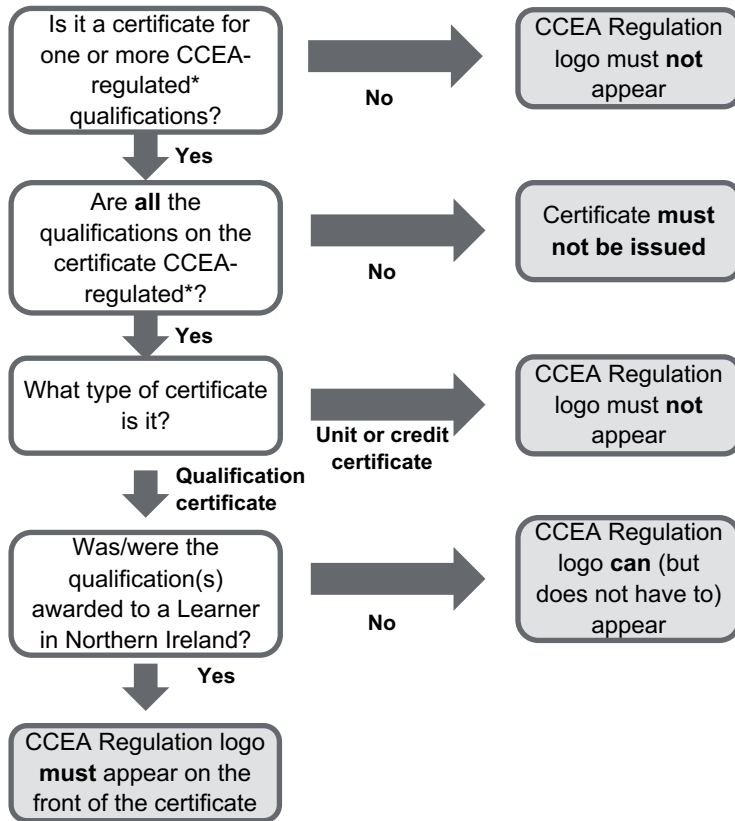 Is it a certificate for
one or more CCEA-
regulated*
qualifications?
No
CCEA Regulation
logo must not
appear
Yes
Are all the
qualifications on the
certificate CCEA-
regulated*?
No
Certificate must
not be issued
Yes
What type of certificate
is it?
Unit or credit
certificate
CCEA Regulation
logo must not
appear
Qualification
certificate
Was/were the
qualification(s)
awarded to a Learner
in Northern Ireland?
No
CCEA Regulation
logo can (but
does not have to)
appear
Yes
CCEA Regulation logo
must appear on the
front of the certificate